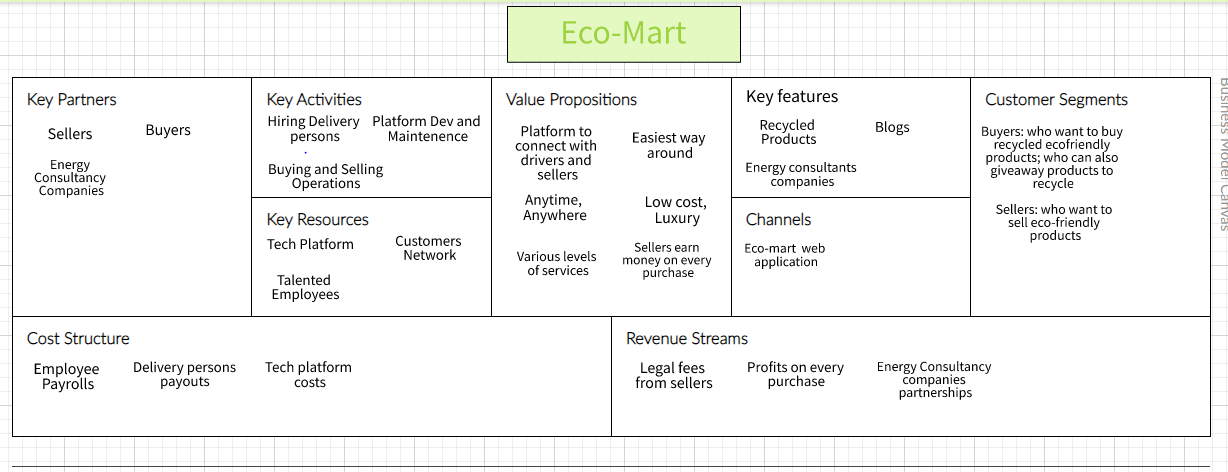 Eco-Mart
Key Partners
Sellers
Buyers
Energy
Consultancy
Companies
Key Activities
Hiring Delivery
persons
Platform Dev and
Maintenence
Buying and Selling
Operations
Key Resources
Tech Platform
Customers
Network
Talented
Employees
Value Propositions
Platform to
connect with
drivers and
sellers
Easiest way
around
Anytime,
Anywhere
Low cost,
Luxury
Various levels
of services
Sellers earn
money on every
purchase
Key features
Recycled
Products
Blogs
Energy consultants
companies
Channels
Eco-mart web
application
Customer Segments
Buyers: who want to buy
recycled ecofriendly
products; who can also
giveaway products to
recycle
Sellers: who want to
sell eco-friendly
products
Cost Structure
Employee
Payrolls
Delivery persons
payouts
Tech platform
costs
Revenue Streams
Legal fees
from sellers
Profits on every
purchase
Energy Consultancy
companies
partnerships
Business Model Canvas